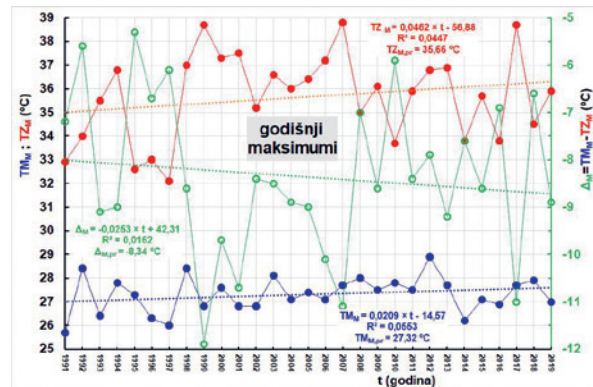 TM_M ; TZ_M (°C)
39
38
37
36
35
34
33
32
31
30
29
28
27
26
25
TZ_M = 0,0462 × t - 56,88
R² = 0,0447
TZ_M,pr = 35,66 °C
godišnji
maksimumi
Δ_M = -0,0253 × t + 42,31
R² = 0,0162
Δ_M,pr = -8,34 °C
TM_M = 0,0209 × t - 14,57
R² = 0,0553
TM_M,pr = 27,32 °C
-5
-6
-7
-8
-9
-10
-11
-12
Δ_M=TM_M-TZ_M (°C)
1991 1992 1993 1994 1995 1996 1997 1998 1999 2000 2001 2002 2003 2004 2005 2006 2007 2008 2009 2010 2011 2012 2013 2014 2015 2016 2017 2018 2019
t (godina)